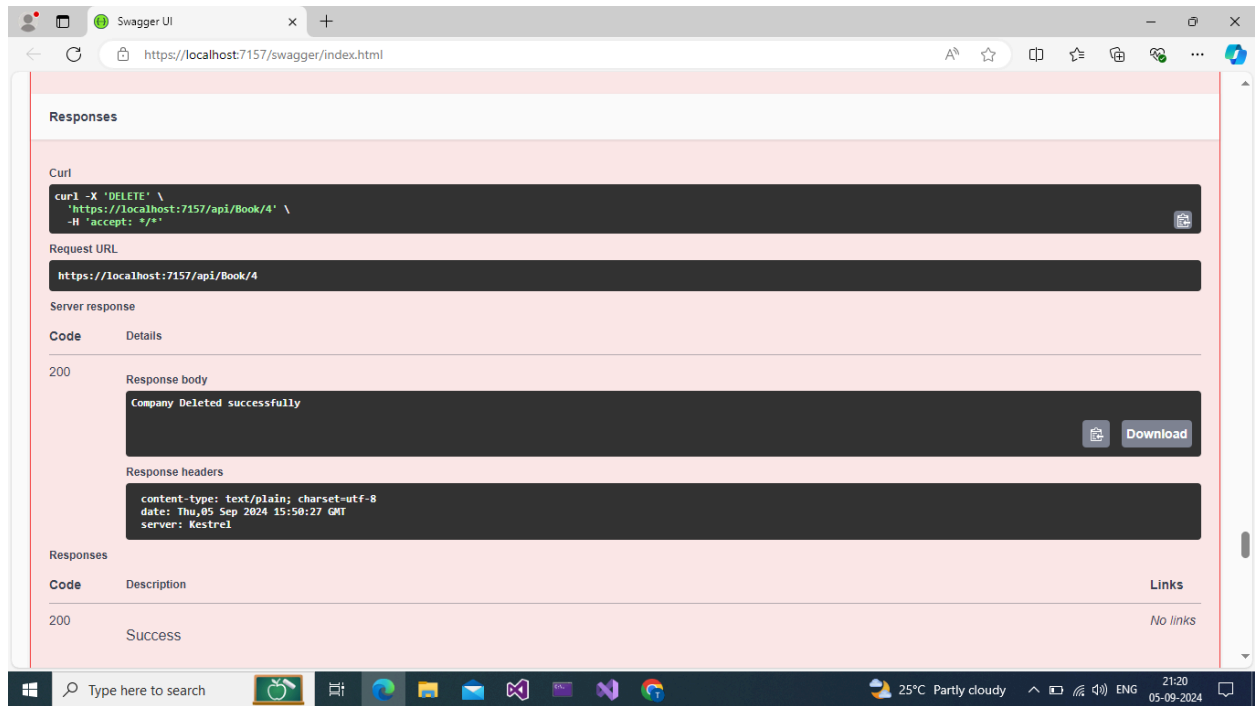 Swagger UI
https://localhost:7157/swagger/index.html
Responses
Curl
curl -X 'DELETE' \
'https://localhost:7157/api/Book/4' \
-H 'accept: */*'
Request URL
https://localhost:7157/api/Book/4
Server response
Code Details
200
Response body
Company Deleted successfully
Download
Response headers
content-type: text/plain; charset=utf-8
date: Thu,05 Sep 2024 15:50:27 GMT
server: Kestrel
Responses
Code Description Links
200 No links
Success
Type here to search
25°C Partly cloudy
ENG
21:20
05-09-2024